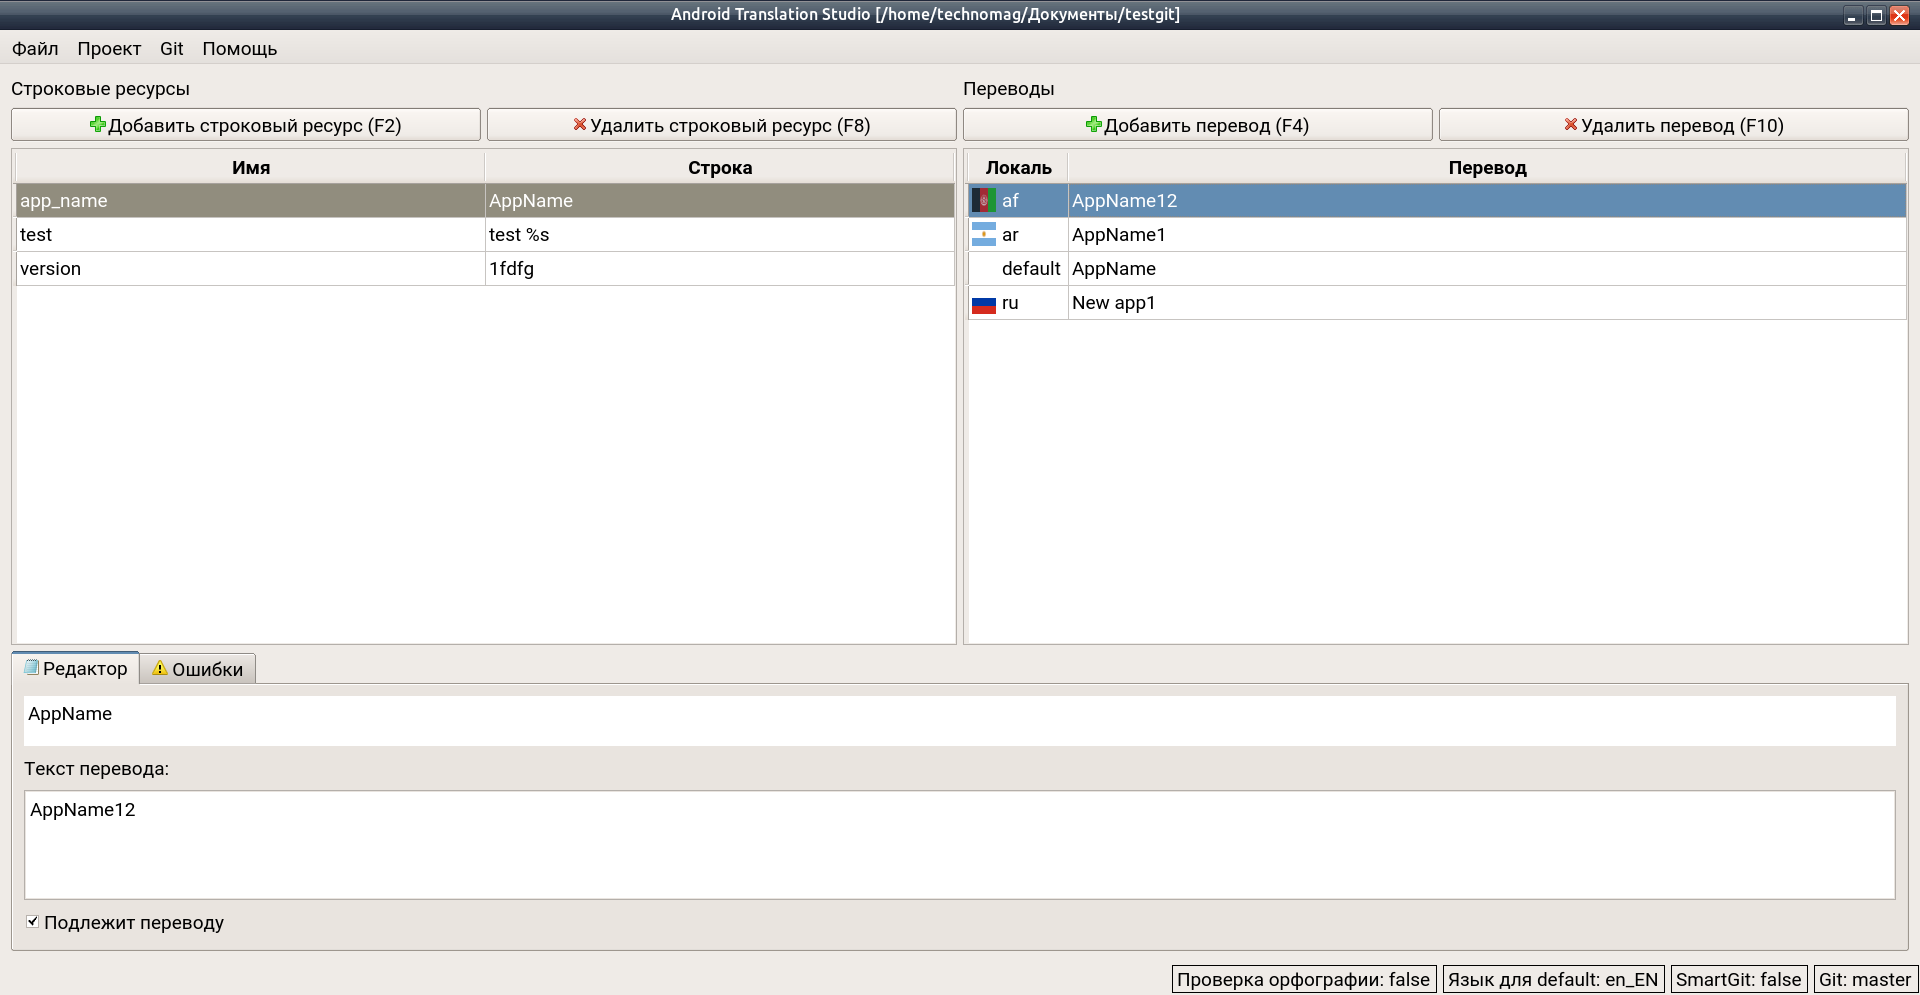 Android Translation Studio [/home/technomag/Документы/testgit]
Файл Проект Git Помощь
Строковые ресурсы
Добавить строковый ресурс (F2) Удалить строковый ресурс (F8)
Имя Строка
app_name AppName
test test %s
version 1fdfg
Переводы
Добавить перевод (F4) Удалить перевод (F10)
Локаль Перевод
af AppName12
ar AppName1
default AppName
ru New app1
Редактор Ошибки
AppName
Текст перевода:
AppName12
Подлежит переводу
Проверка орфографии: false Язык для default: en_EN SmartGit: false Git: master